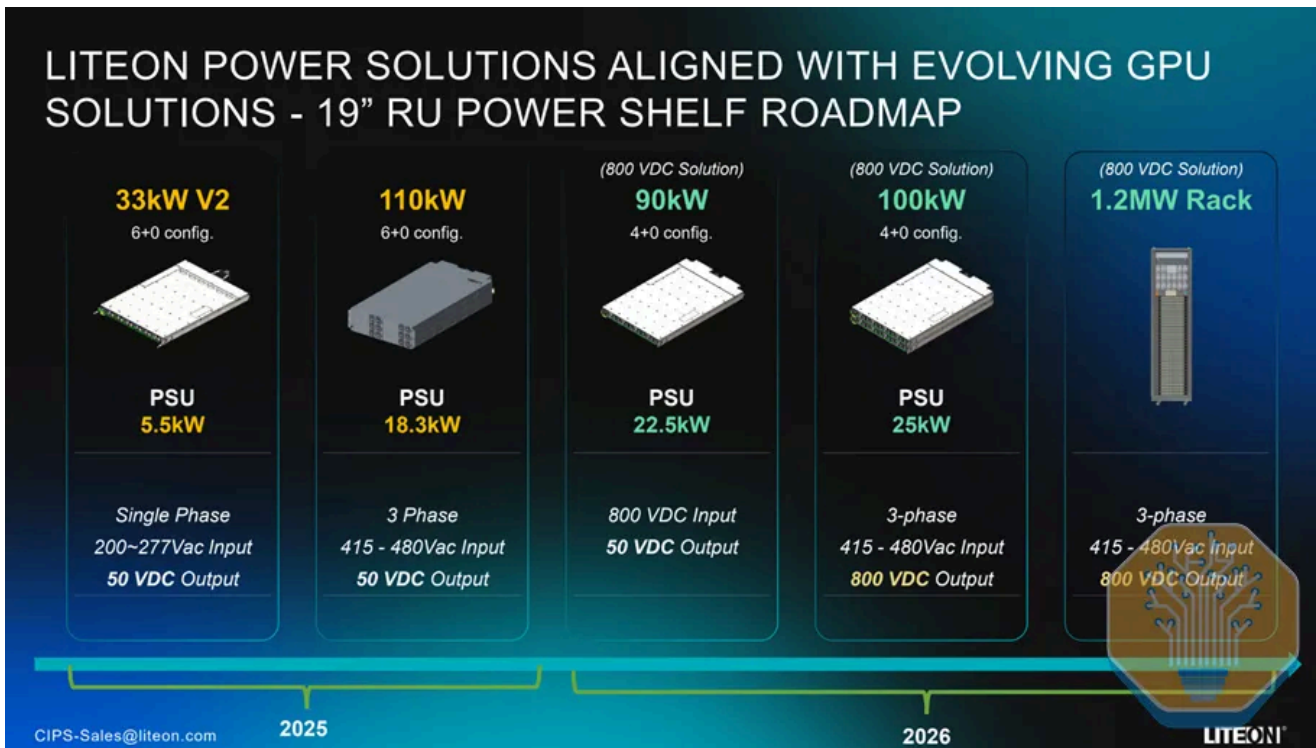 LITEON POWER SOLUTIONS ALIGNED WITH EVOLVING GPU
SOLUTIONS - 19” RU POWER SHELF ROADMAP
33kW V2
6+0 config.
PSU
5.5kW
Single Phase
200~277Vac Input
50 VDC Output
110kW
6+0 config.
PSU
18.3kW
3 Phase
415 - 480Vac Input
50 VDC Output
(800 VDC Solution)
90kW
4+0 config.
PSU
22.5kW
800 VDC Input
50 VDC Output
(800 VDC Solution)
100kW
4+0 config.
PSU
25kW
3-phase
415 - 480Vac Input
800 VDC Output
(800 VDC Solution)
1.2MW Rack
3-phase
415 - 480Vac Input
800 VDC Output
2025
2026
CIPS-Sales@liteon.com
LITEON®